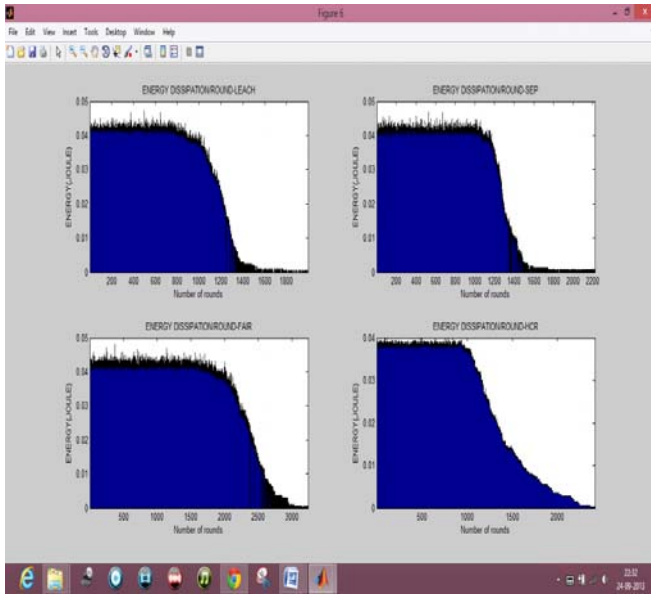 Figure 6
File Edit View Insert Tools Desktop Window Help
ENERGY DISSIPATION/ROUND-LEACH
0.05
0.04
0.03
0.02
0.01
0
ENERGY(JOULE)
200 400 600 800 1000 1200 1400 1600 1800
Number of rounds
ENERGY DISSIPATION/ROUND-SEP
0.05
0.04
0.03
0.02
0.01
0
ENERGY(JOULE)
200 400 600 800 1000 1200 1400 1600 1800 2000 2200
Number of rounds
ENERGY DISSIPATION/ROUND-FAIR
0.05
0.04
0.03
0.02
0.01
0
ENERGY(JOULE)
500 1000 1500 2000 2500 3000
Number of rounds
ENERGY DISSIPATION/ROUND-HCR
0.04
0.03
0.02
0.01
0
ENERGY(JOULE)
500 1000 1500 2000
Number of rounds
22:32
24-09-2013